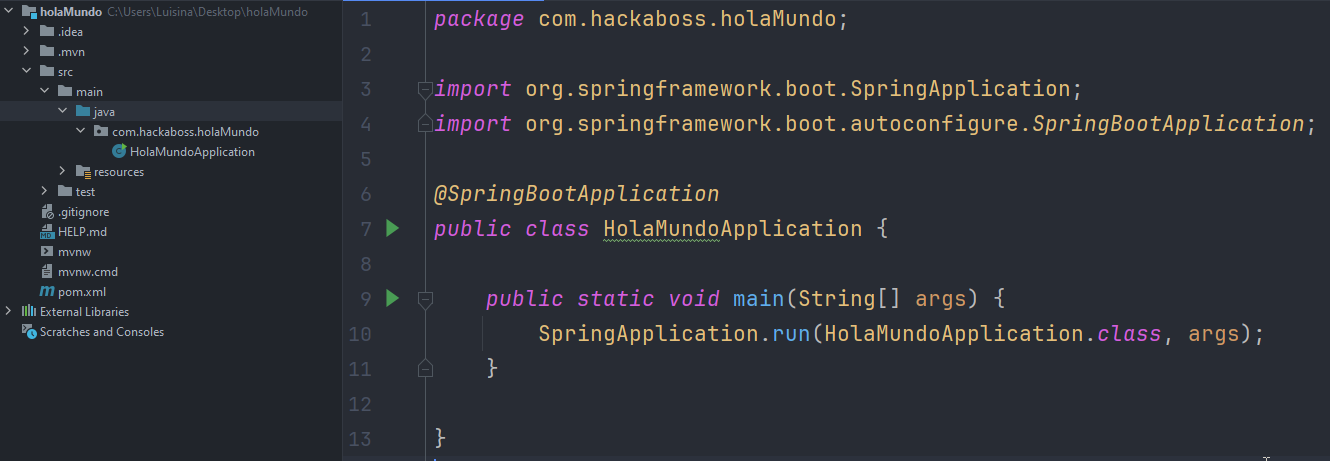 holaMundo C:\Users\Luisina\Desktop\holaMundo
.idea
.mvn
src
main
java
com.hackaboss.holaMundo
HolaMundoApplication
resources
test
.gitignore
HELP.md
mvnw
mvnw.cmd
pom.xml
External Libraries
Scratches and Consoles
1 package com.hackaboss.holaMundo;
2
3 import org.springframework.boot.SpringApplication;
4 import org.springframework.boot.autoconfigure.SpringBootApplication;
5
6 @SpringBootApplication
7 public class HolaMundoApplication {
8
9 public static void main(String[] args) {
10 SpringApplication.run(HolaMundoApplication.class, args);
11 }
12
13 }